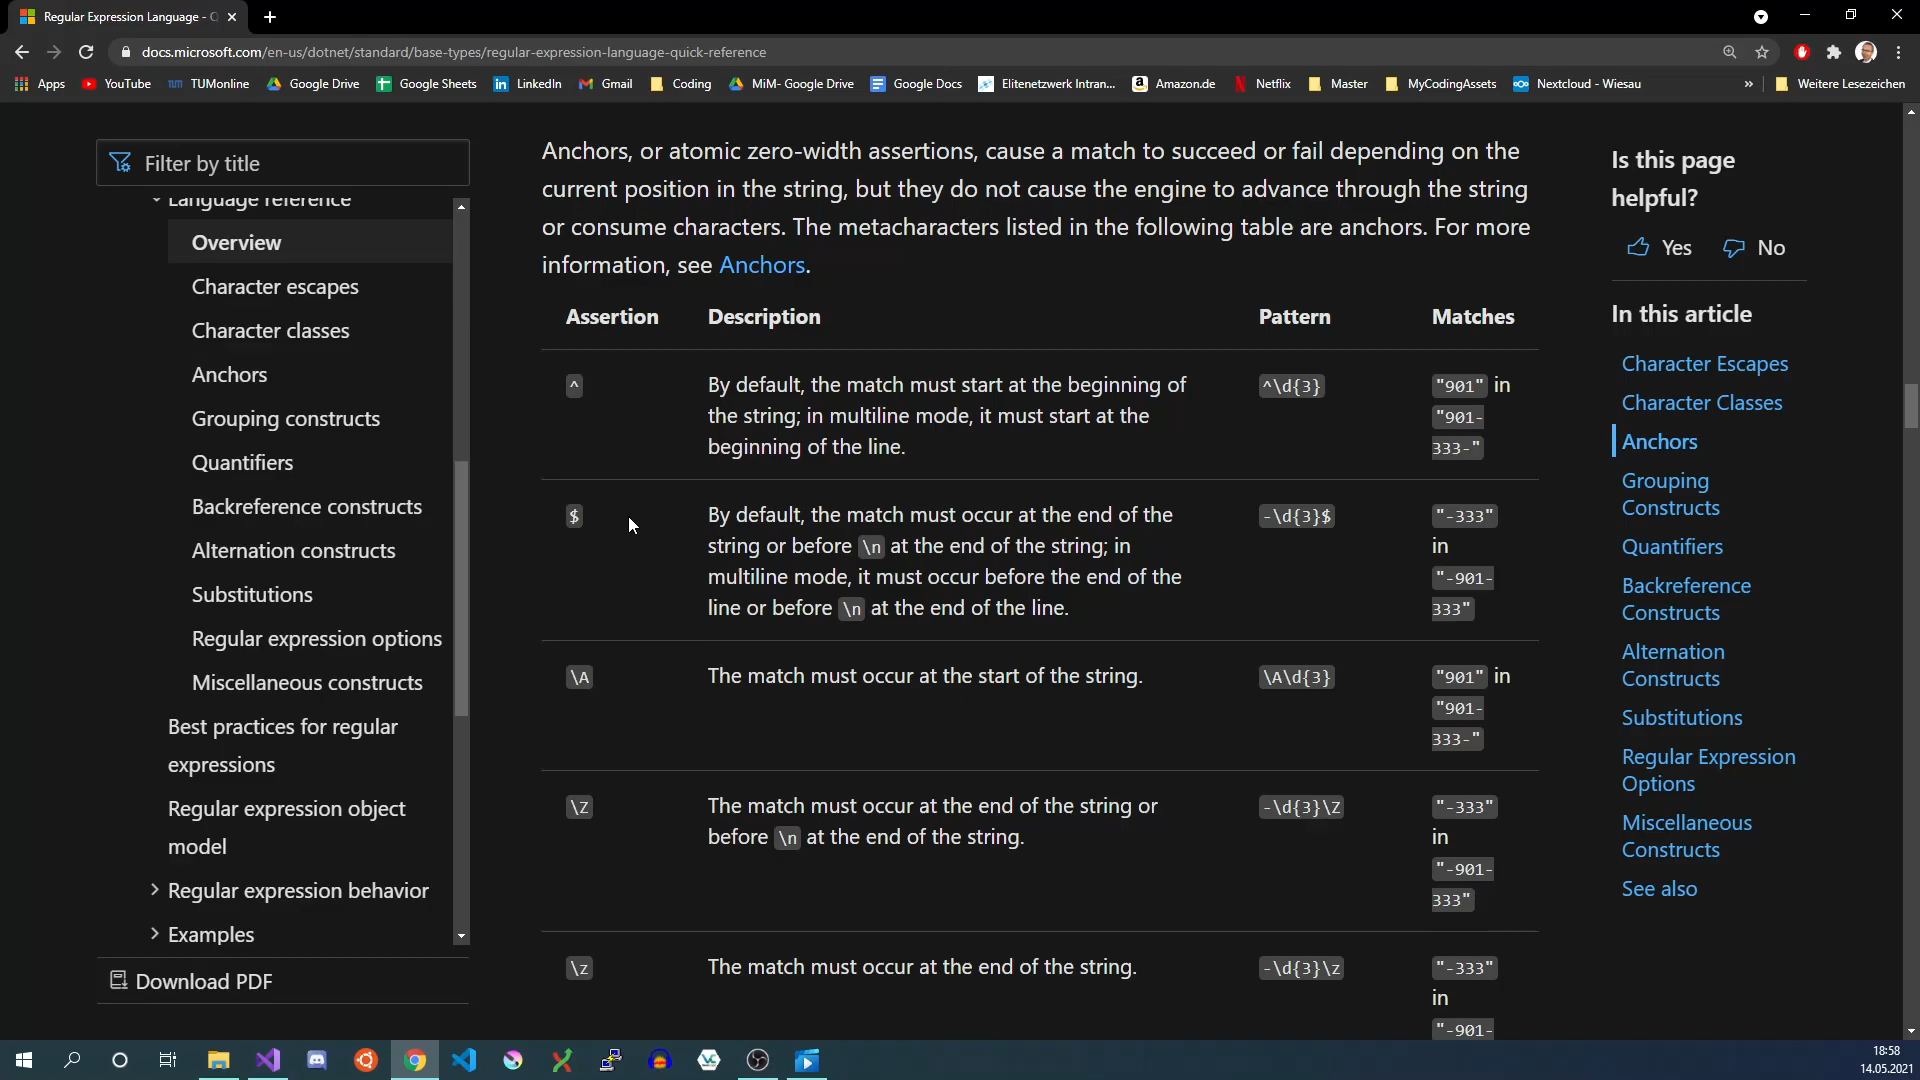 Regular Expression Language - Q
docs.microsoft.com/en-us/dotnet/standard/base-types/regular-expression-language-quick-reference
Apps YouTube TUMonline Google Drive Google Sheets LinkedIn Gmail Coding MiM- Google Drive Google Docs Elitenetzwerk Intran... Amazon.de Netflix Master MyCodingAssets Nextcloud - Wiesau » Weitere Lesezeichen
Filter by title
Language reference
Overview
Character escapes
Character classes
Anchors
Grouping constructs
Quantifiers
Backreference constructs
Alternation constructs
Substitutions
Regular expression options
Miscellaneous constructs
Best practices for regular
expressions
Regular expression object
model
Regular expression behavior
Examples
Download PDF
Anchors, or atomic zero-width assertions, cause a match to succeed or fail depending on the
current position in the string, but they do not cause the engine to advance through the string
or consume characters. The metacharacters listed in the following table are anchors. For more
information, see Anchors.
Assertion Description Pattern Matches
^ By default, the match must start at the beginning of ^\d{3} "901" in
the string; in multiline mode, it must start at the "901-
beginning of the line. 333-"
$ By default, the match must occur at the end of the -\d{3}$ "-333"
string or before \n at the end of the string; in in
multiline mode, it must occur before the end of the "-901-
line or before \n at the end of the line. 333"
\A The match must occur at the start of the string. \A\d{3} "901" in
"901-
333-"
\Z The match must occur at the end of the string or -\d{3}\Z "-333"
before \n at the end of the string. in
"-901-
333"
\z The match must occur at the end of the string. -\d{3}\z "-333"
in
"-901-
Is this page
helpful?
Yes No
In this article
Character Escapes
Character Classes
Anchors
Grouping
Constructs
Quantifiers
Backreference
Constructs
Alternation
Constructs
Substitutions
Regular Expression
Options
Miscellaneous
Constructs
See also
18:58
14.05.2021